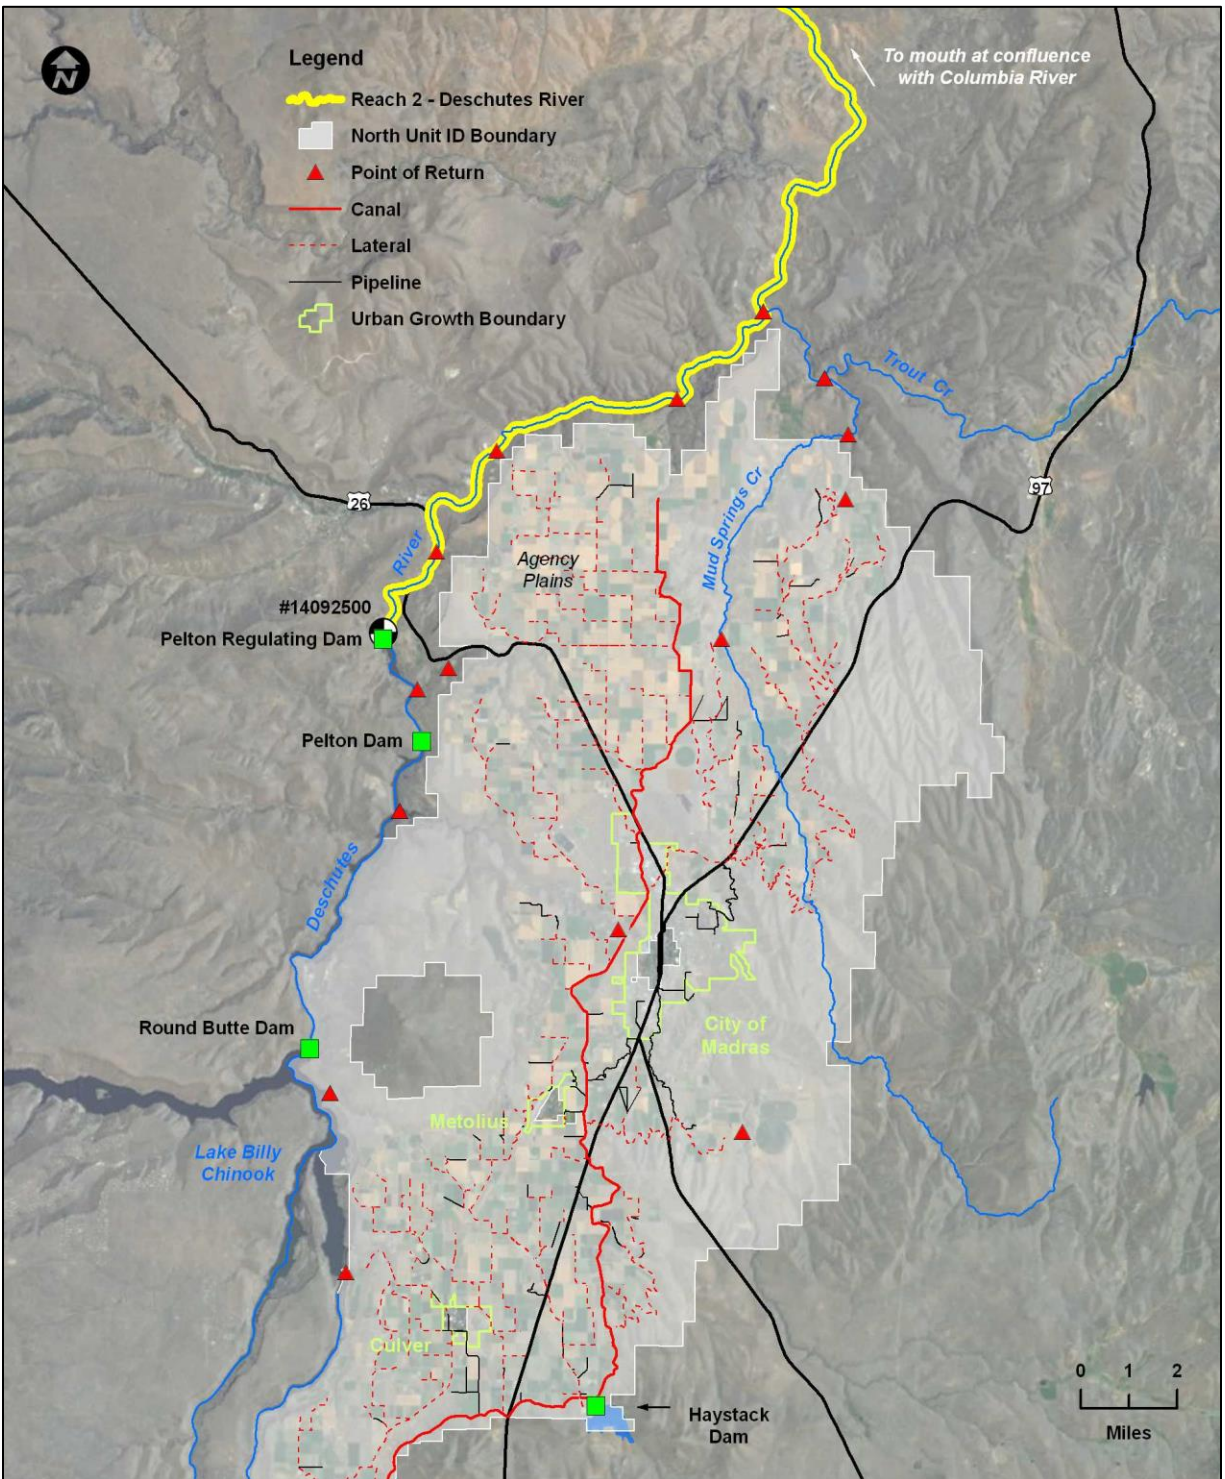 N
Legend
Reach 2 - Deschutes River
North Unit ID Boundary
Point of Return
Canal
Lateral
Pipeline
Urban Growth Boundary
To mouth at confluence
with Columbia River
Trout Cr
97
26
Mud Springs Cr
River
Agency
Plains
#14092500
Pelton Regulating Dam
Pelton Dam
Deschutes
Round Butte Dam
City of
Madras
Metolius
Lake Billy
Chinook
Culver
Haystack
Dam
0 1 2
Miles